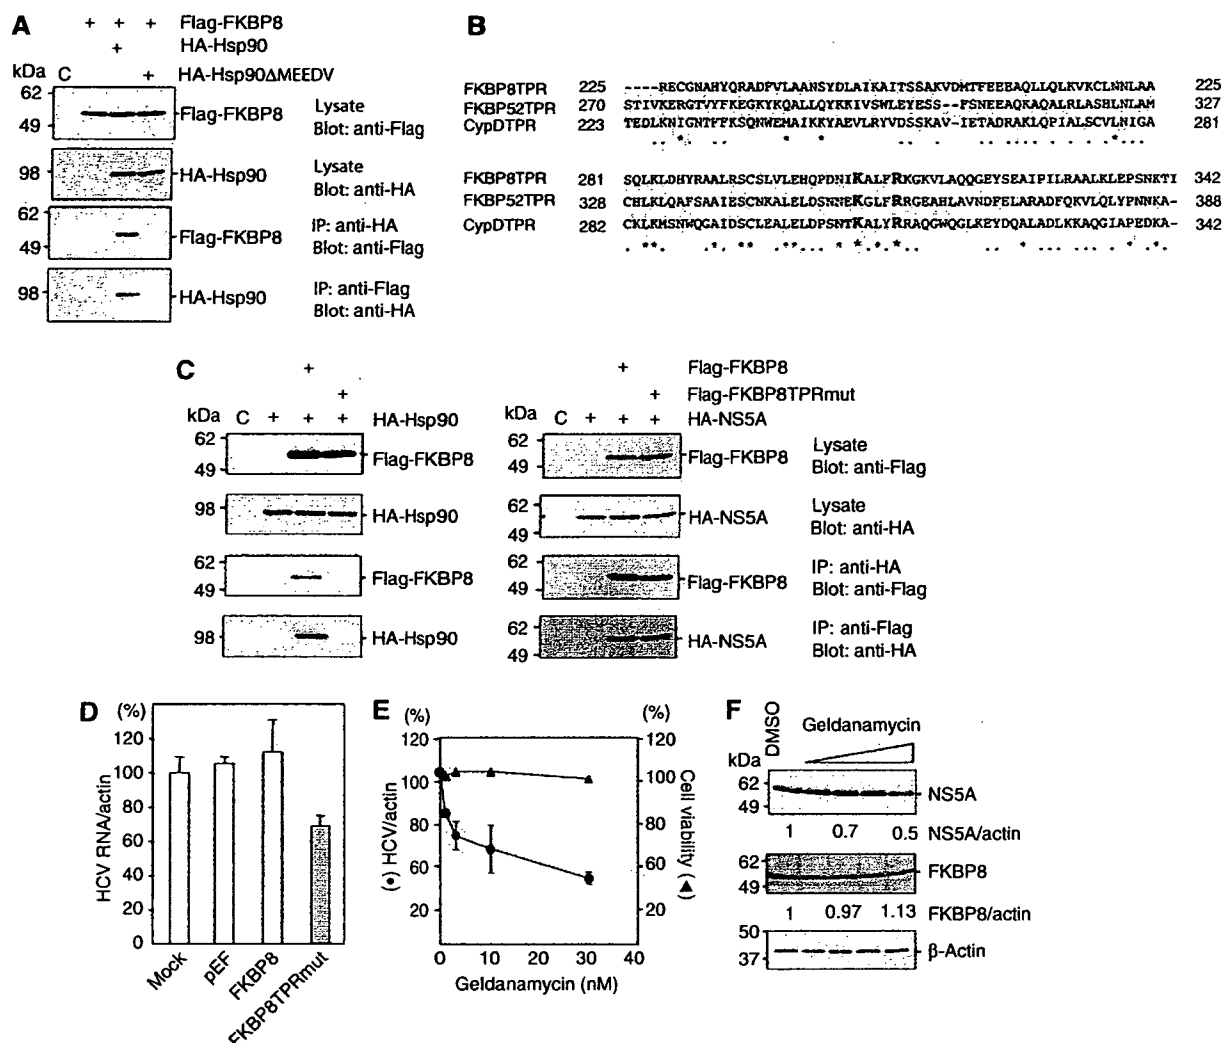 A
+ + + Flag-FKBP8
+ HA-Hsp90
kDa C + HA-Hsp90ΔMEEDV
62
49
Flag-FKBP8
Lysate
Blot: anti-Flag
98
HA-Hsp90
Lysate
Blot: anti-HA
62
49
Flag-FKBP8
IP: anti-HA
Blot: anti-Flag
98
HA-Hsp90
IP: anti-Flag
Blot: anti-HA
B
FKBP8TPR 225 ----RECGNAHYQRADFVLAANSYDLAIKAITSSAKVDMTFEEEAQLLQLKVKCLNNLAA 225
FKBP52TPR 270 STIVKERGTVYFKEGKYKQALLQYKKIVSWLEYESS--FSNEEAQKAQALRLASHLNLAM 327
CypDTPR 223 TEDLKNIGNTFFKSQNWEMAIKKYAEVLRYVDSSKAV-IETADRAKLQPIALSCVLNIGA 281
FKBP8TPR 281 SQLKLDHYRAALRSCSLVLEHQPDNIKALFRKGKVLAQQGEYSEAIPILRAALKLEPSNKTI 342
FKBP52TPR 328 CHLKLQAFSAAIESCNKALELDSNNEKGLFRRGEAHLAVNDFELARADFQKVLQLYPNNKA- 388
CypDTPR 282 CKLKMSNWQGAIDSCLEALELDPSNTKALYRRAQGWQGLKEYDQALADLKKAQGIAPEDKA- 342
C
+ Flag-FKBP8
+ Flag-FKBP8TPRmut
kDa C + + + HA-Hsp90
kDa C + + + HA-NS5A
62
49
Flag-FKBP8
62
49
Flag-FKBP8
Lysate
Blot: anti-Flag
98
HA-Hsp90
62
49
HA-NS5A
Lysate
Blot: anti-HA
62
49
Flag-FKBP8
62
49
Flag-FKBP8
IP: anti-HA
Blot: anti-Flag
98
HA-Hsp90
62
49
HA-NS5A
IP: anti-Flag
Blot: anti-HA
D
(%)
HCV RNA/actin
120
100
80
60
40
20
0
Mock
pEF
FKBP8
FKBP8TPRmut
E
(%)
(%)
(●) HCV/actin
120
100
80
60
40
20
120
100
80
60
20
Cell viability (▲)
0 10 20 30 40
Geldanamycin (nM)
F
DMSO
Geldanamycin
kDa
62
49
NS5A
1 0.7 0.5 NS5A/actin
62
49
FKBP8
1 0.97 1.13 FKBP8/actin
50
37
β-Actin